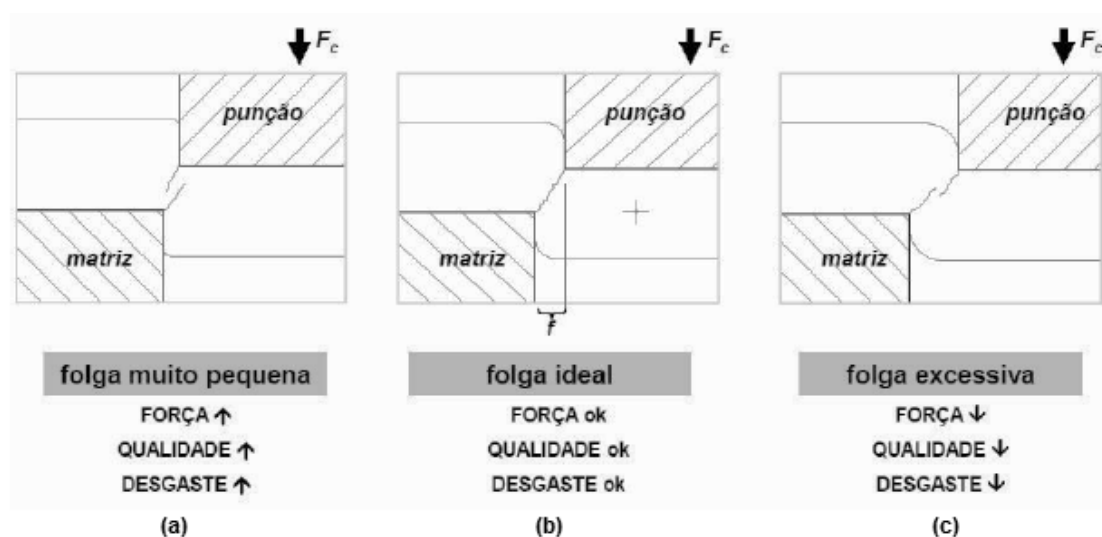 F_c
punção
matriz
folga muito pequena
FORÇA ↑
QUALIDADE ↑
DESGASTE ↑
(a)
F_c
punção
matriz
f
folga ideal
FORÇA ok
QUALIDADE ok
DESGASTE ok
(b)
F_c
punção
matriz
folga excessiva
FORÇA ↓
QUALIDADE ↓
DESGASTE ↓
(c)